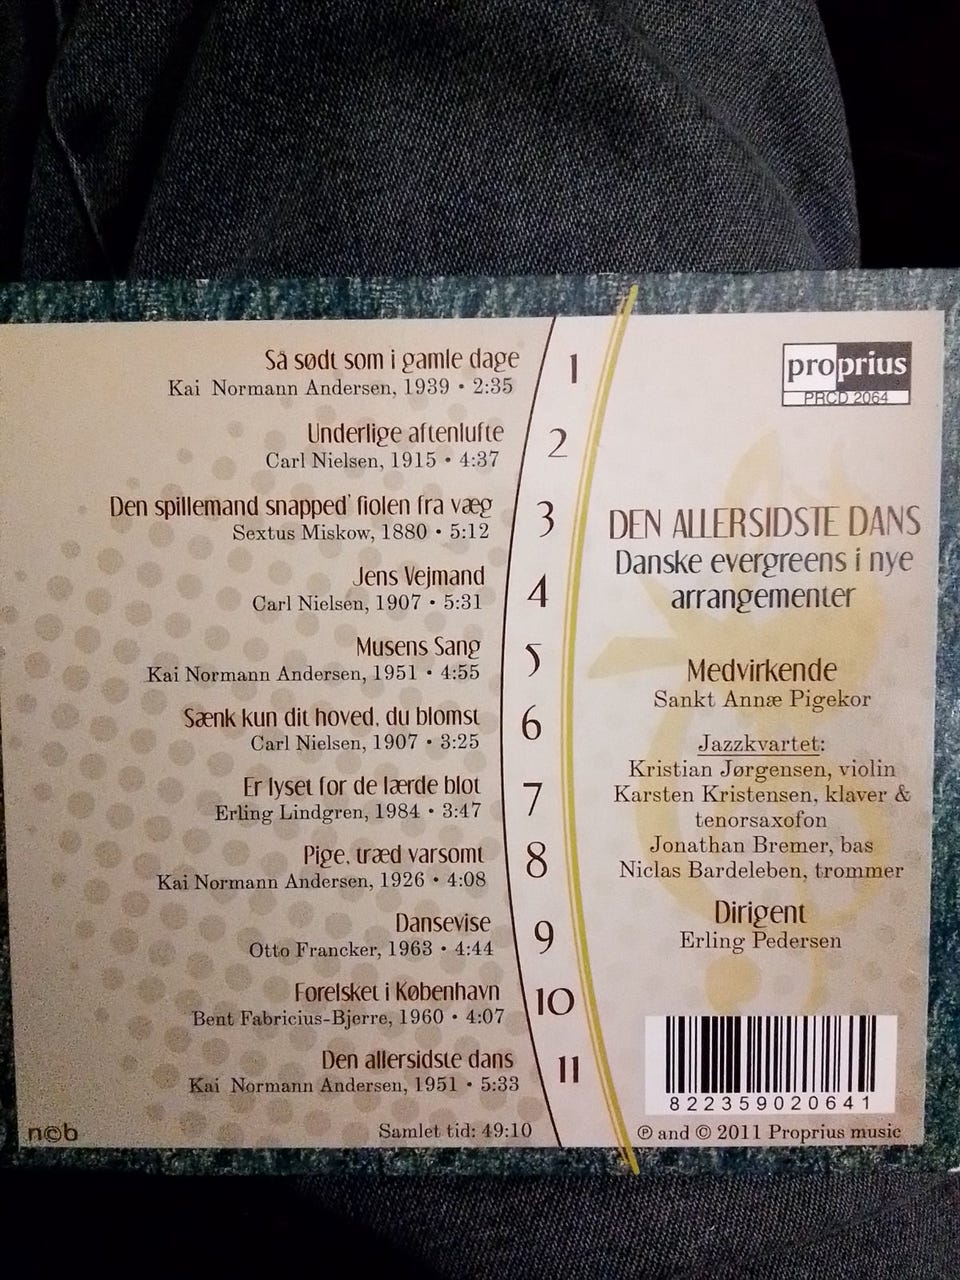 Så sødt som i gamle dage
Kai Normann Andersen, 1939 • 2:35
1
Underlige aftenlufte
Carl Nielsen, 1915 • 4:37
2
Den spillemand snapped' fiolen fra væg
Sextus Miskow, 1880 • 5:12
3
Jens Vejmand
Carl Nielsen, 1907 • 5:31
4
Musens Sang
Kai Normann Andersen, 1951 • 4:55
5
Sænk kun dit hoved, du blomst
Carl Nielsen, 1907 • 3:25
6
Er lyset for de lærde blot
Erling Lindgren, 1984 • 3:47
7
Pige, træd varsomt
Kai Normann Andersen, 1926 • 4:08
8
Dansevise
Otto Francker, 1963 • 4:44
9
Forelsket i København
Bent Fabricius-Bjerre, 1960 • 4:07
10
Den allersidste dans
Kai Normann Andersen, 1951 • 5:33
11
n©b
Samlet tid: 49:10
proprius
PRCD 2064
DEN ALLERSIDSTE DANS
Danske evergreens i nye
arrangementer
Medvirkende
Sankt Annæ Pigekor
Jazzkvartet:
Kristian Jørgensen, violin
Karsten Kristensen, klaver &
tenorsaxofon
Jonathan Bremer, bas
Niclas Bardeleben, trommer
Dirigent
Erling Pedersen
822359020641
℗ and © 2011 Proprius music